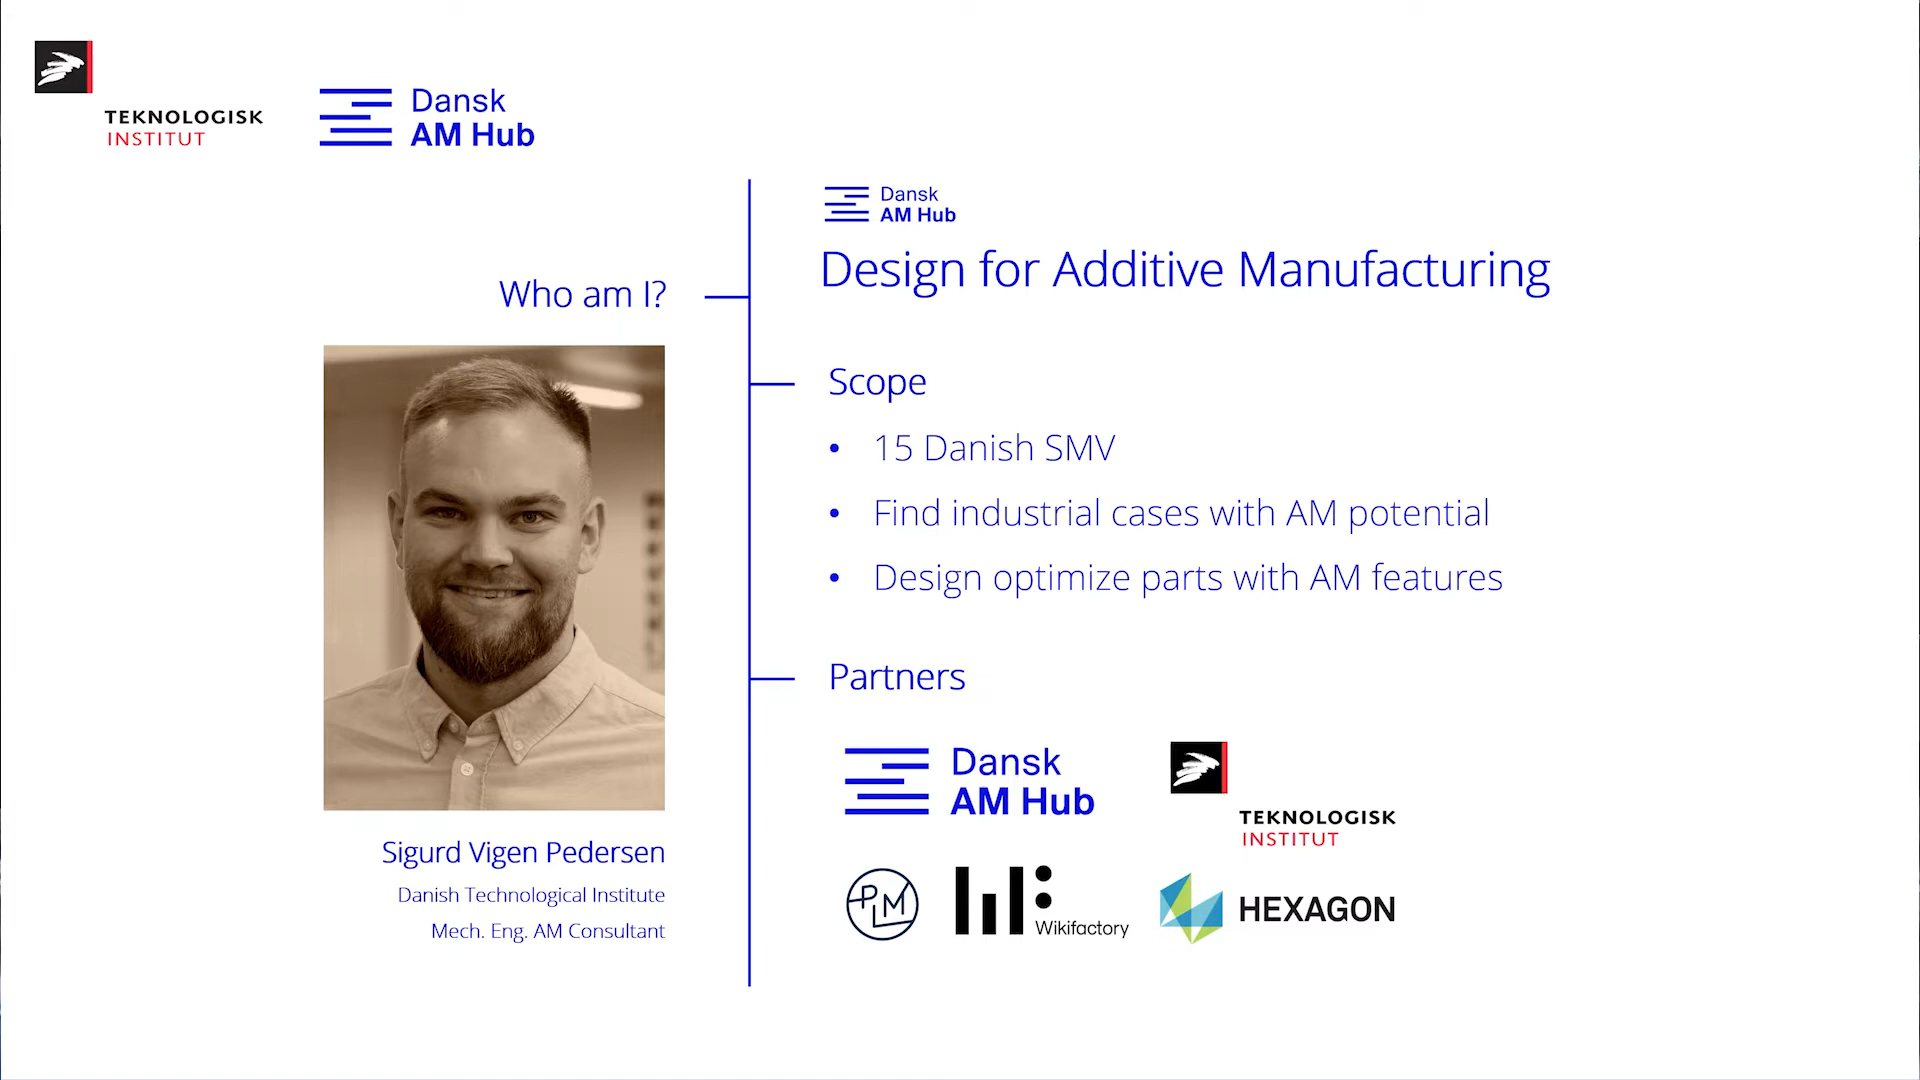 TEKNOLOGISK
INSTITUT
Dansk
AM Hub
Who am I?
Sigurd Vigen Pedersen
Danish Technological Institute
Mech. Eng. AM Consultant
Dansk
AM Hub
Design for Additive Manufacturing
Scope
• 15 Danish SMV
• Find industrial cases with AM potential
• Design optimize parts with AM features
Partners
Dansk
AM Hub
TEKNOLOGISK
INSTITUT
PLM
Wikifactory
HEXAGON